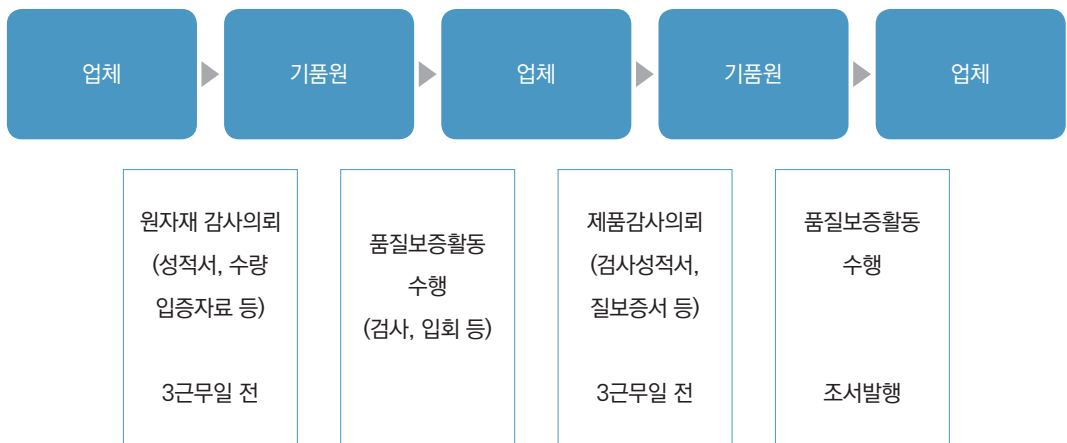 업체
기품원
업체
기품원
업체
원자재 감사의뢰
(성적서, 수량
입증자료 등)
3근무일 전
품질보증활동
수행
(검사, 입회 등)
제품감사의뢰
(검사성적서,
질보증서 등)
3근무일 전
품질보증활동
수행
조서발행